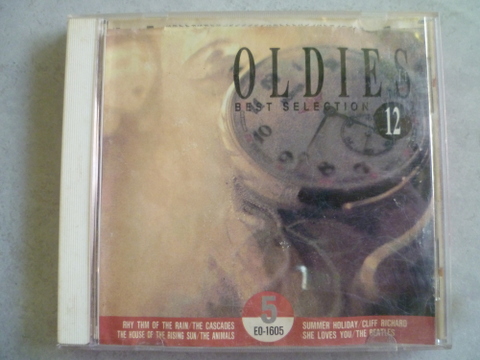 OLDIES
BEST SELECTION 12
5
EO-1605
RHY THM OF THE RAIN/THE CASCADES
THE HOUSE OF THE RISING SUN/THE ANIMALS
SUMMER HOLIDAY/CLIFF RICHARD
SHE LOVES YOU/THE BEATLES